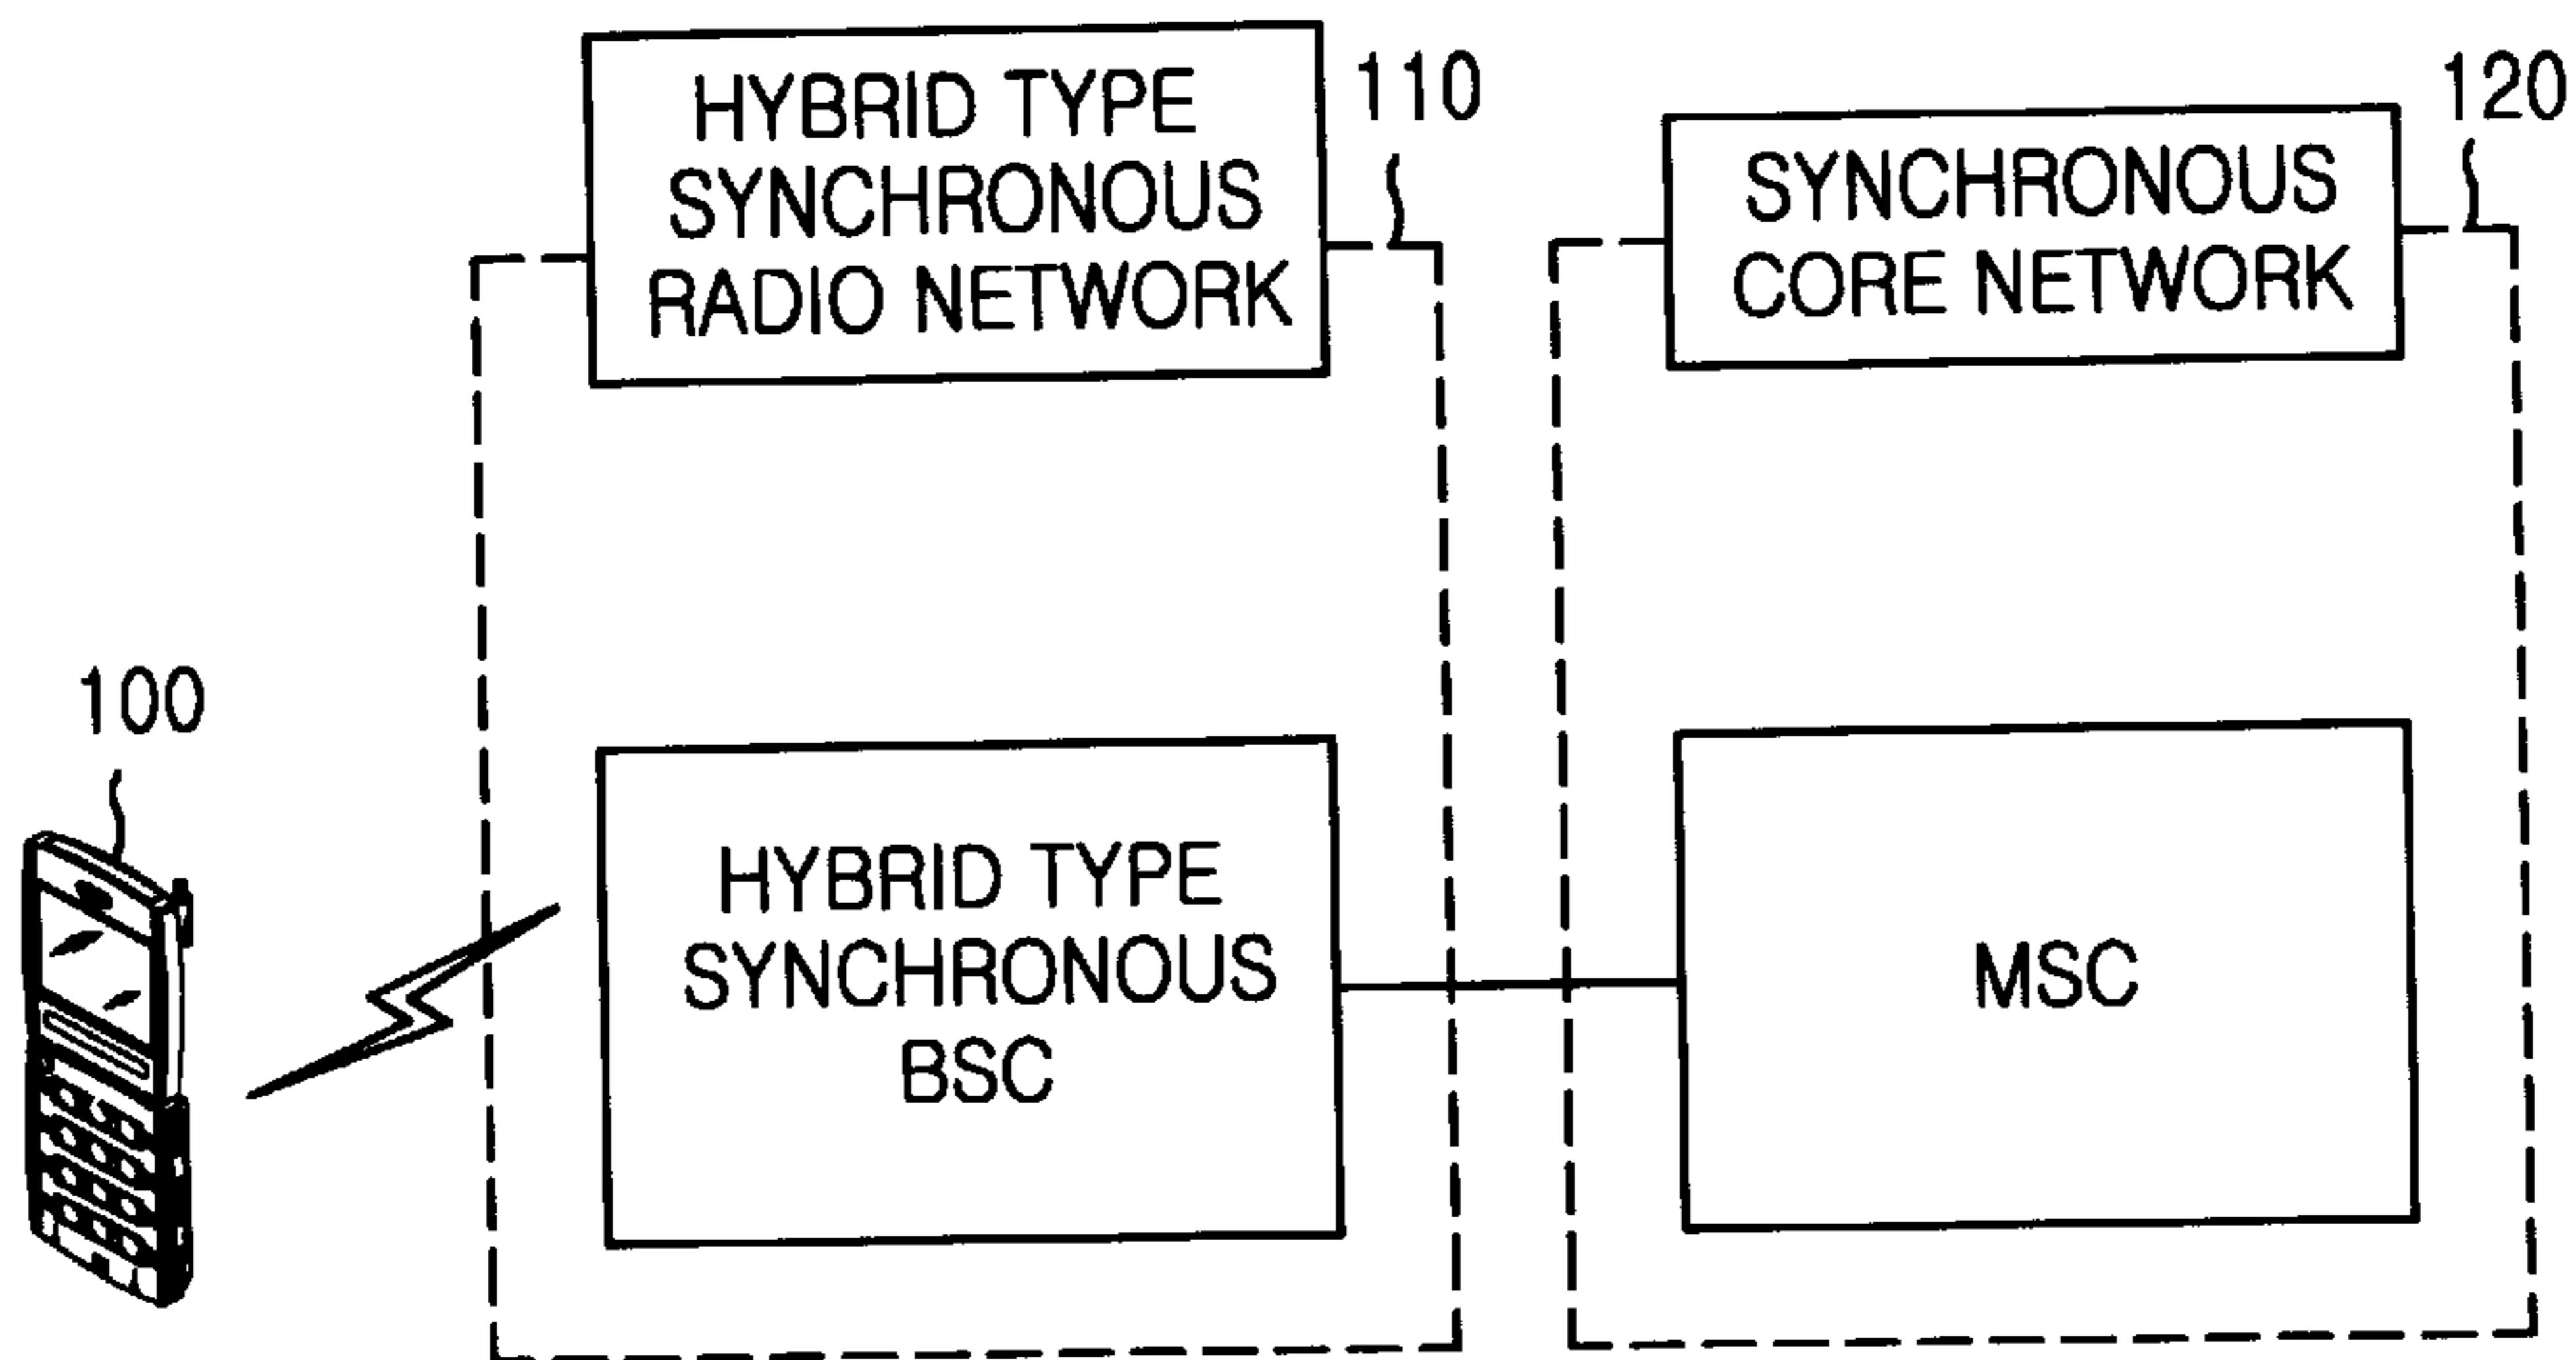 HYBRID TYPE
SYNCHRONOUS
RADIO NETWORK
110
SYNCHRONOUS
CORE NETWORK
120
100
HYBRID TYPE
SYNCHRONOUS
BSC
MSC